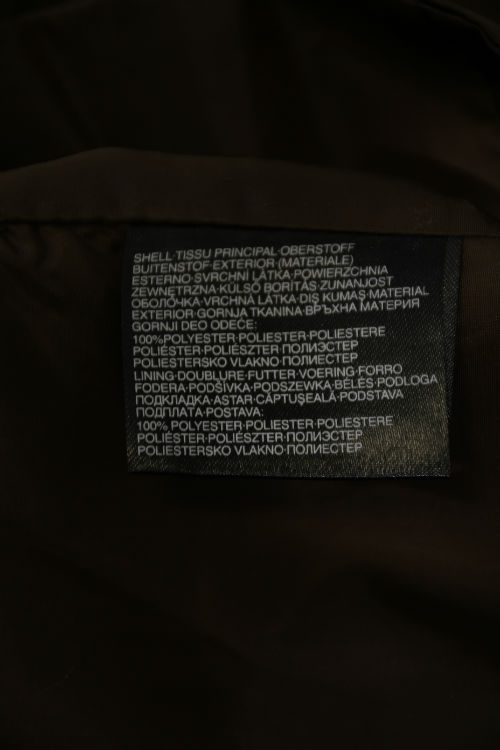 SHELL·TISSU PRINCIPAL·OBERSTOFF
BUITENSTOF·EXTERIOR (MATERIALE)
ESTERNO·SVRCHNI LÁTKA·POWIERZCHNIA
ZEWNĘTRZNA·KÜLSŐ BORÍTÁS·ZUNANJOST
ОБОЛОЧКА·VRCHNÁ LÁTKA·DIŞ KUMAŞ·MATERIAL
EXTERIOR·GORNJA TKANINA·ВРЪХНА МАТЕРИЯ
GORNJI DEO ODEĆE:
100%POLYESTER·POLIESTER·POLIESTERE
POLIÉSTER·POLIÉSZTER·ПОЛИЭСТЕР
POLIESTERSKO VLAKNO·ПОЛИЕСТЕР
LINING·DOUBLURE·FUTTER·VOERING·FORRO
FODERA·PODŠÍVKA·PODSZEWKA·BÉLÉS·PODLOGA
ПОДКЛАДКА·ASTAR·CĂPTUŞEALĂ·PODSTAVA
ПОДПЛАТА·POSTAVA:
100% POLYESTER·POLIESTER·POLIESTERE
POLIÉSTER·POLIÉSZTER·ПОЛИЭСТЕР
POLIESTERSKO VLAKNO·ПОЛИЕСТЕР